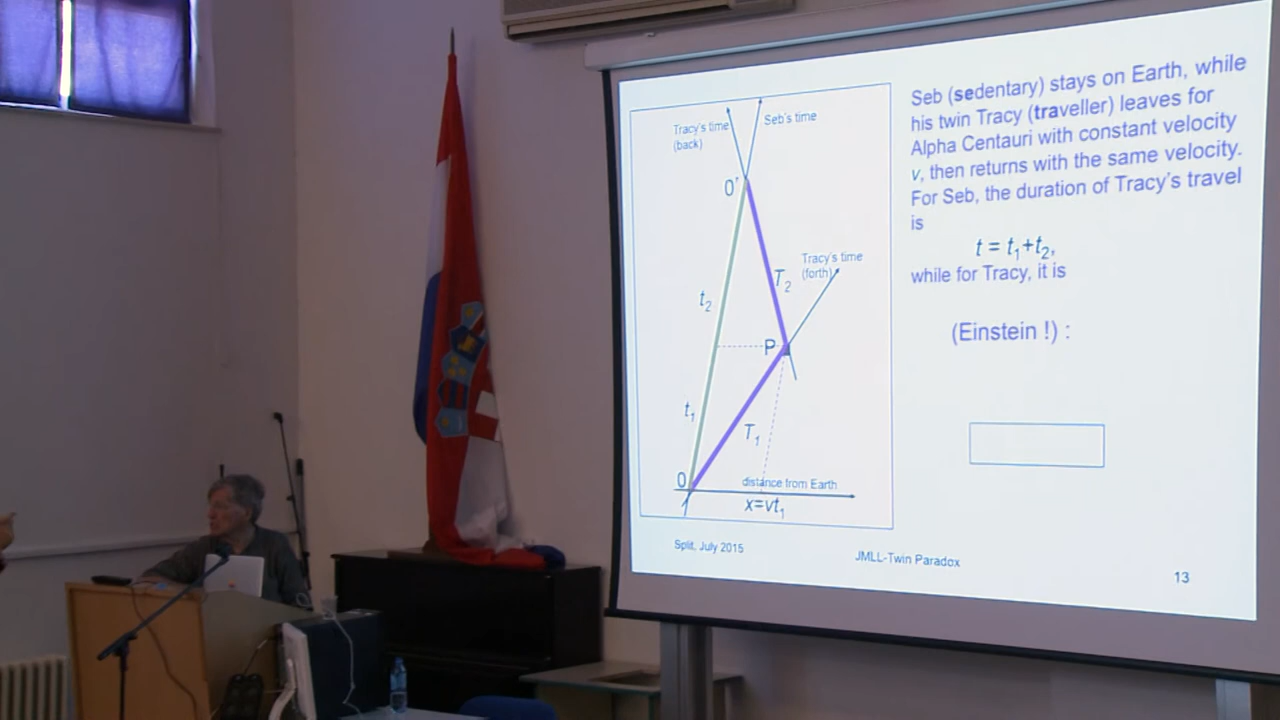 Tracy's time
(back)
Seb's time
O'
Tracy's time
(forth)
T2
t2
P
t1
T1
O
distance from Earth
x=vt1
Seb (sedentary) stays on Earth, while
his twin Tracy (traveller) leaves for
Alpha Centauri with constant velocity
v, then returns with the same velocity.
For Seb, the duration of Tracy's travel
is
t = t1+t2,
while for Tracy, it is
(Einstein !) :
Split, July 2015
JMLL-Twin Paradox
13